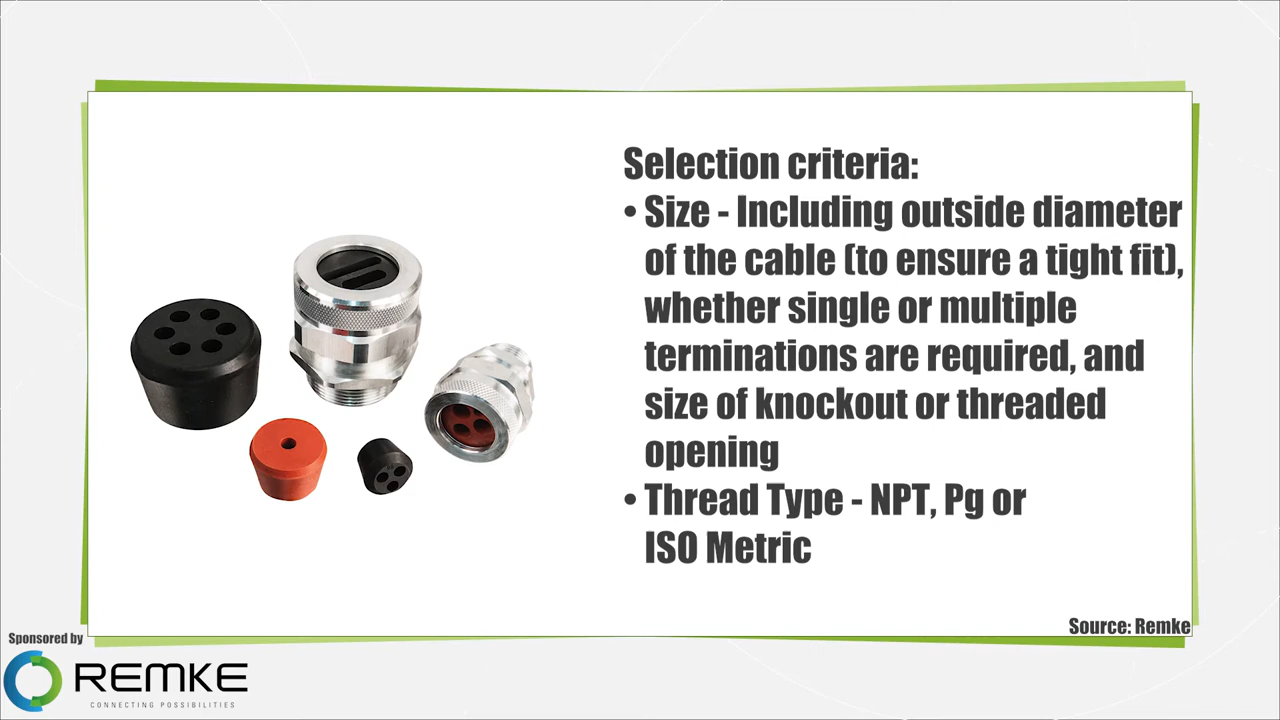 Selection criteria:
• Size - Including outside diameter
of the cable (to ensure a tight fit),
whether single or multiple
terminations are required, and
size of knockout or threaded
opening
• Thread Type - NPT, Pg or
ISO Metric
Source: Remke
Sponsored by
REMKE
CONNECTING POSSIBILITIES